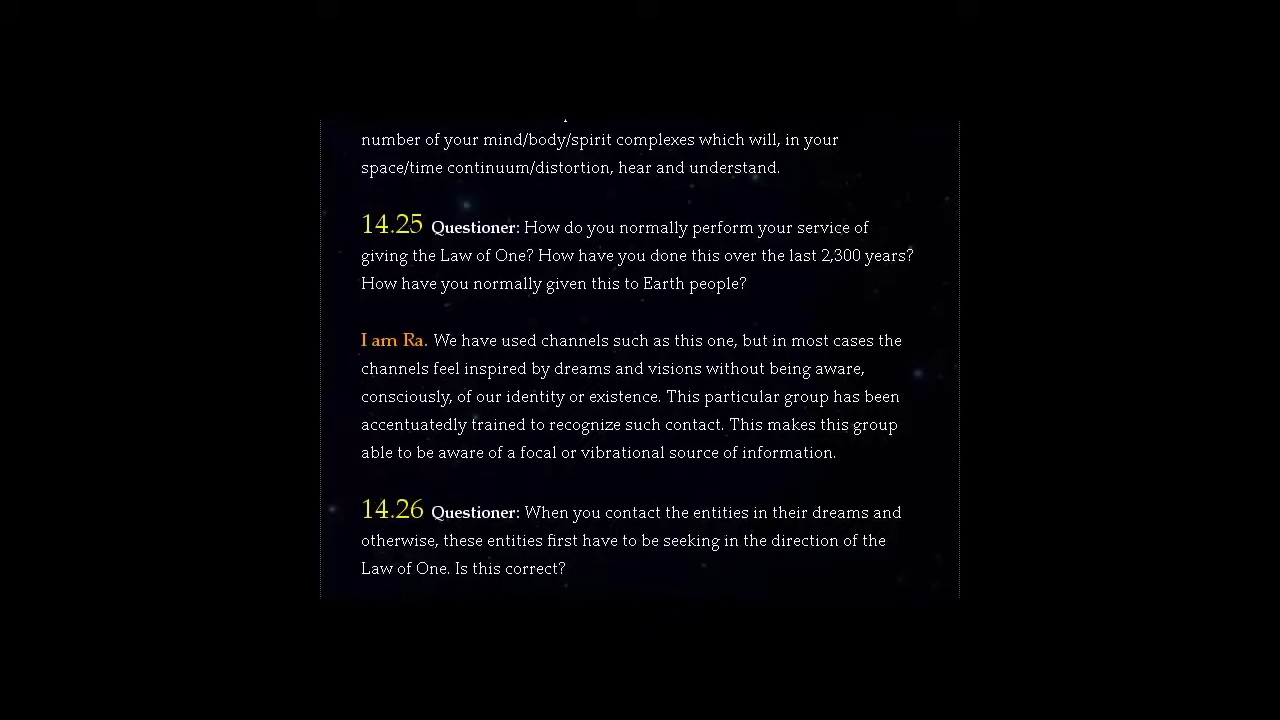 number of your mind/body/spirit complexes which will, in your
space/time continuum/distortion, hear and understand.
14.25 Questioner: How do you normally perform your service of
giving the Law of One? How have you done this over the last 2,300 years?
How have you normally given this to Earth people?
I am Ra. We have used channels such as this one, but in most cases the
channels feel inspired by dreams and visions without being aware,
consciously, of our identity or existence. This particular group has been
accentuatedly trained to recognize such contact. This makes this group
able to be aware of a focal or vibrational source of information.
14.26 Questioner: When you contact the entities in their dreams and
otherwise, these entities first have to be seeking in the direction of the
Law of One. Is this correct?